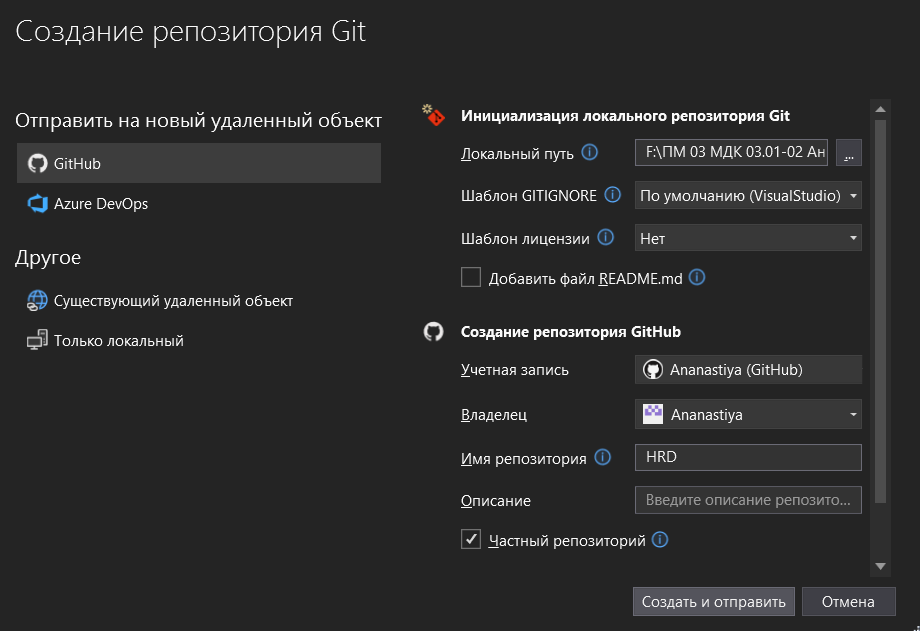 Создание репозитория Git
Отправить на новый удаленный объект
GitHub
Azure DevOps
Другое
Существующий удаленный объект
Только локальный
Инициализация локального репозитория Git
Локальный путь
F:\ПМ 03 МДК 03.01-02 Ан
...
Шаблон GITIGNORE
По умолчанию (VisualStudio)
Шаблон лицензии
Нет
Добавить файл README.md
Создание репозитория GitHub
Учетная запись
Ananastiya (GitHub)
Владелец
Ananastiya
Имя репозитория
HRD
Описание
Введите описание репозито...
Частный репозиторий
Создать и отправить
Отмена